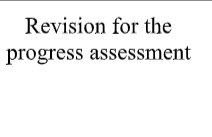 Revision for the
progress assessment